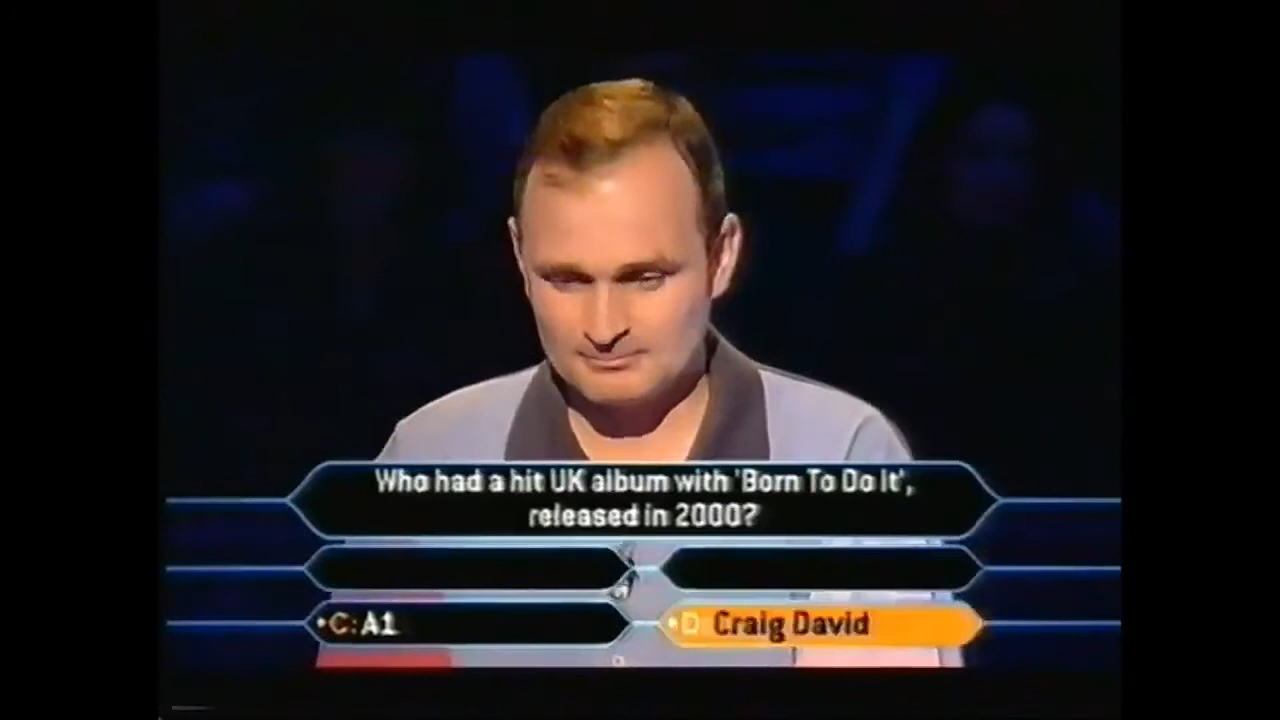 Who had a hit UK album with 'Born To Do It',
released in 2000?
•C: A1
•D Craig David